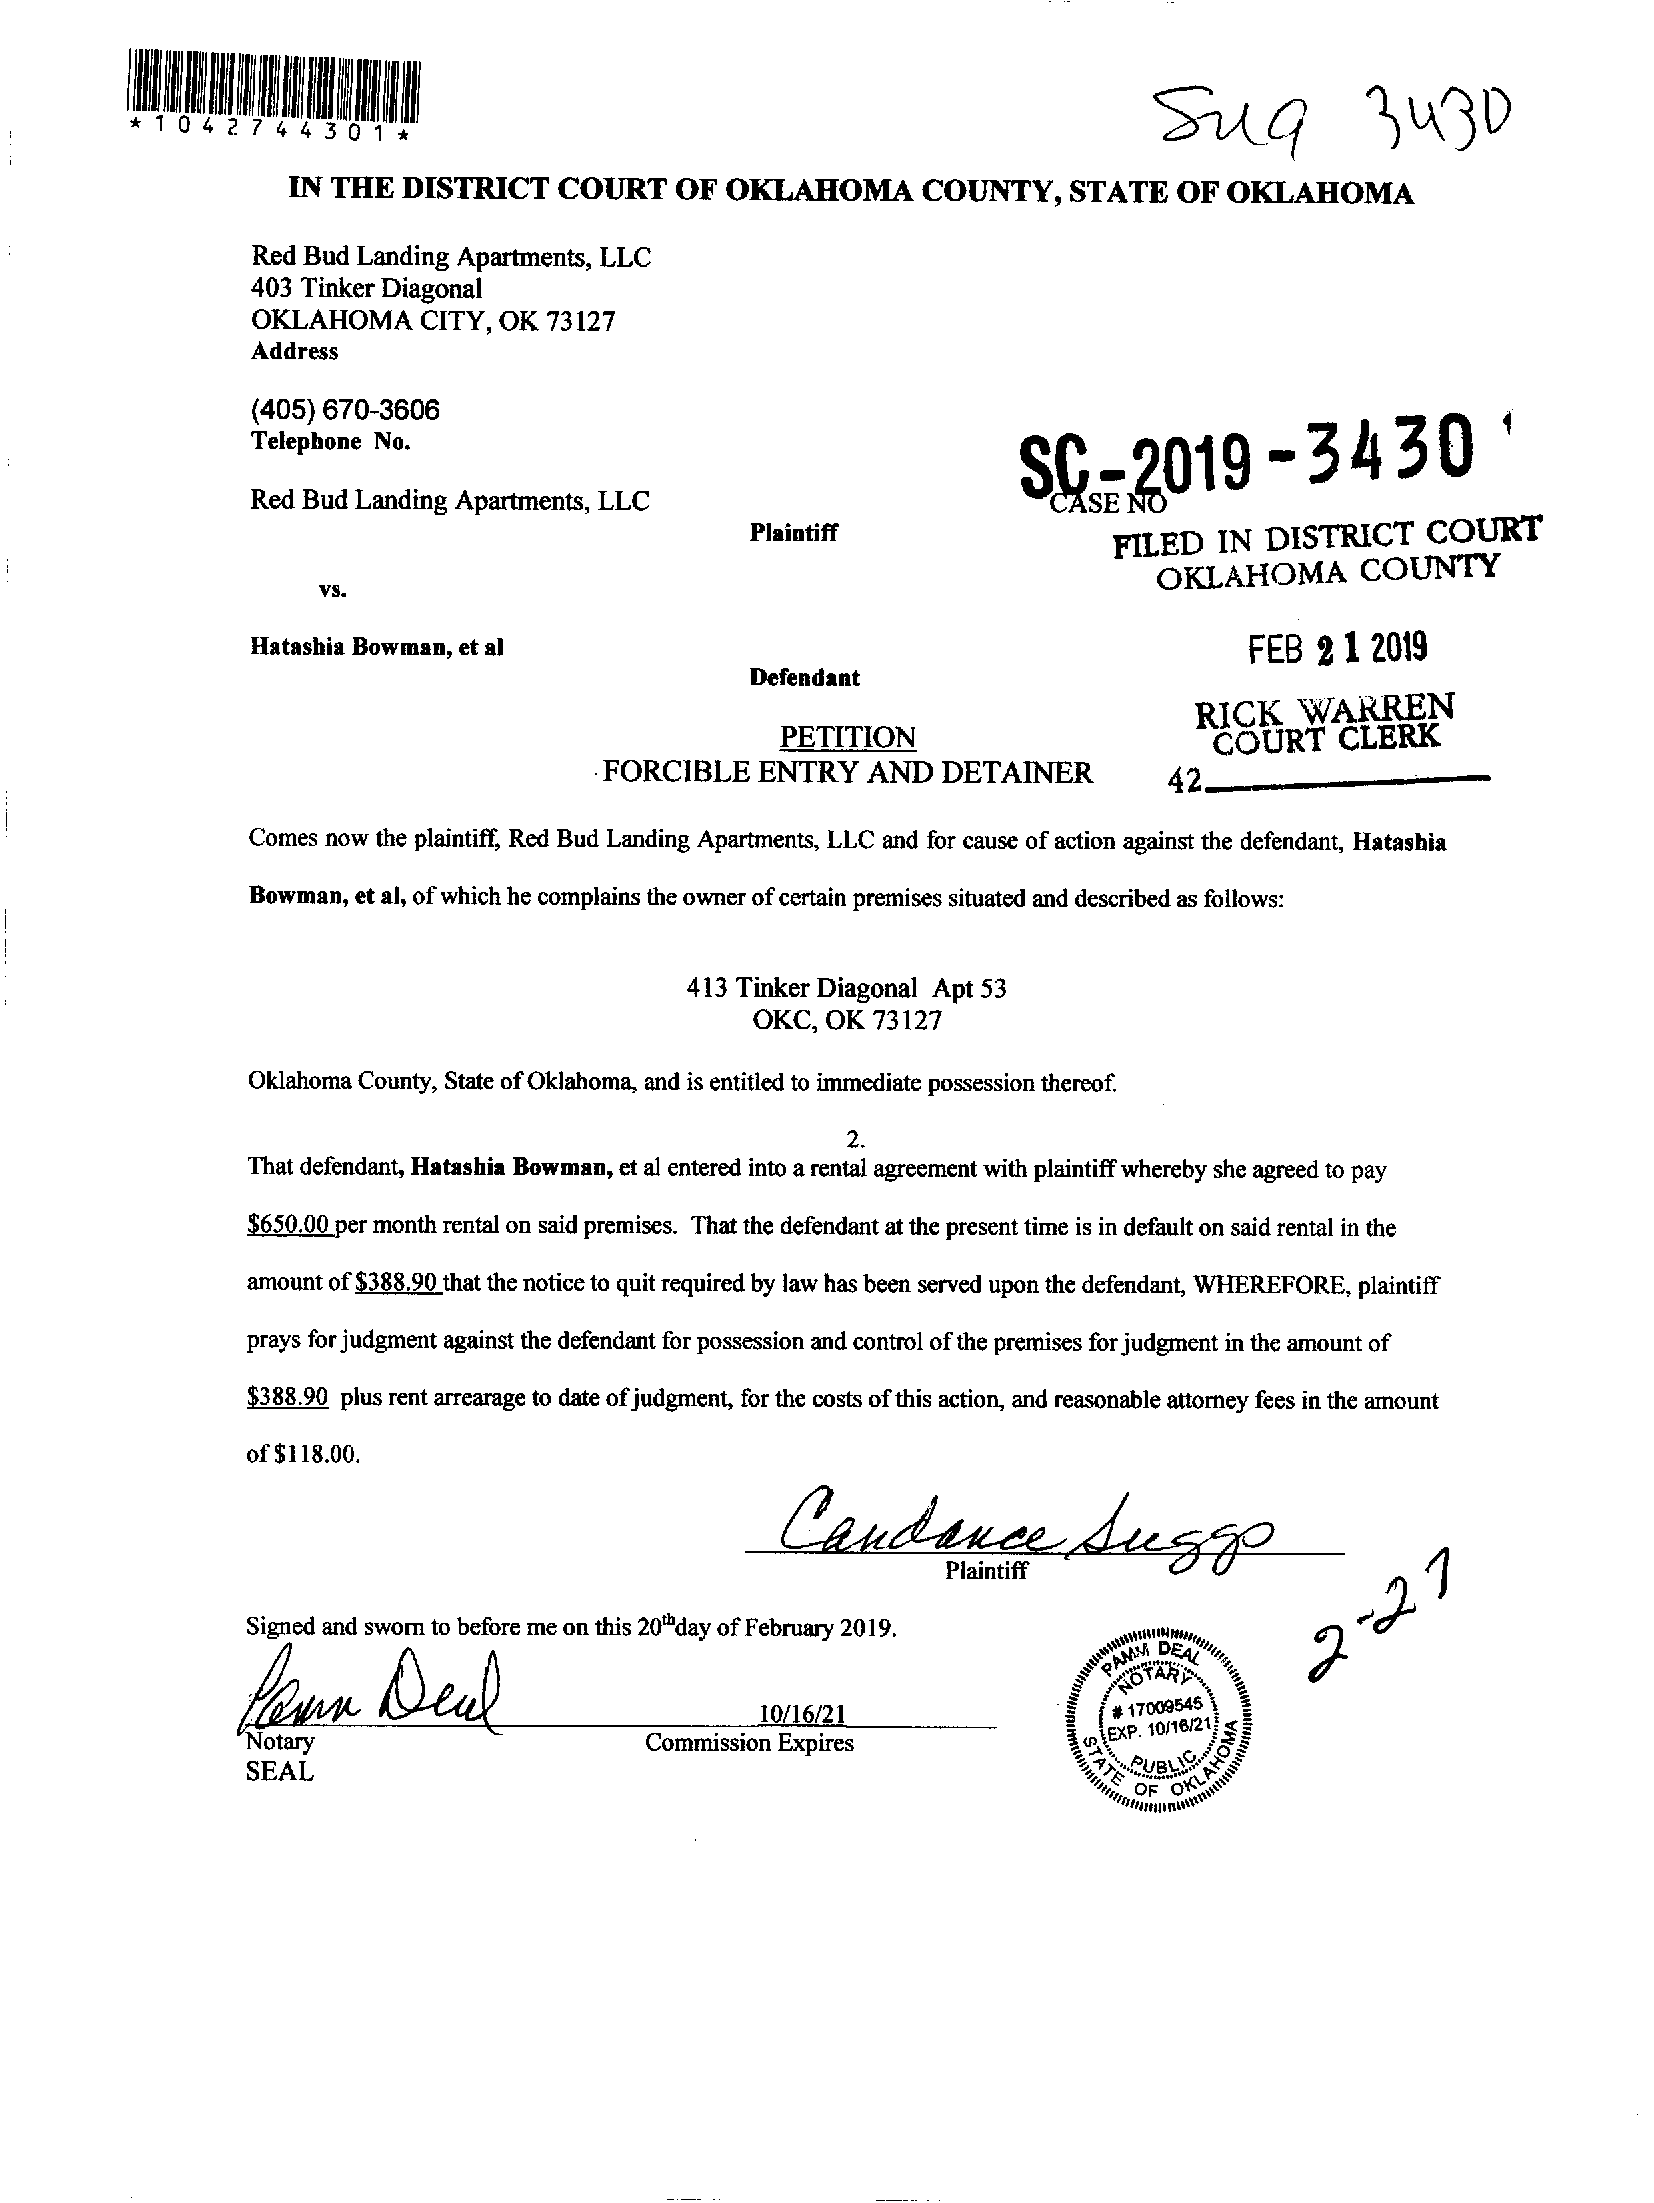 *1042744301*
3430
IN THE DISTRICT COURT OF OKLAHOMA COUNTY, STATE OF OKLAHOMA
Red Bud Landing Apartments, LLC
403 Tinker Diagonal
OKLAHOMA CITY, OK 73127
Address
(405) 670-3606
Telephone No.
SC-2019-3430
CASE NO
Red Bud Landing Apartments, LLC
Plaintiff
FILED IN DISTRICT COURT
OKLAHOMA COUNTY
vs.
Hatashia Bowman, et al
FEB 21 2019
Defendant
RICK WARREN
COURT CLERK
PETITION
FORCIBLE ENTRY AND DETAINER
42
Comes now the plaintiff, Red Bud Landing Apartments, LLC and for cause of action against the defendant, Hatashia
Bowman, et al, of which he complains the owner of certain premises situated and described as follows:
413 Tinker Diagonal Apt 53
OKC, OK 73127
Oklahoma County, State of Oklahoma, and is entitled to immediate possession thereof.
2.
That defendant, Hatashia Bowman, et al entered into a rental agreement with plaintiff whereby she agreed to pay
$650.00 per month rental on said premises. That the defendant at the present time is in default on said rental in the
amount of $388.90 that the notice to quit required by law has been served upon the defendant, WHEREFORE, plaintiff
prays for judgment against the defendant for possession and control of the premises for judgment in the amount of
$388.90 plus rent arrearage to date of judgment, for the costs of this action, and reasonable attorney fees in the amount
of $118.00.
Candance Suggs
Plaintiff
2-27
Signed and sworn to before me on this 20th day of February 2019.
Pamm Deal
10/16/21
Notary
Commission Expires
SEAL
PAMM DEAL
NOTARY
# 17009545
EXP. 10/16/21
PUBLIC
STATE OF OKLAHOMA